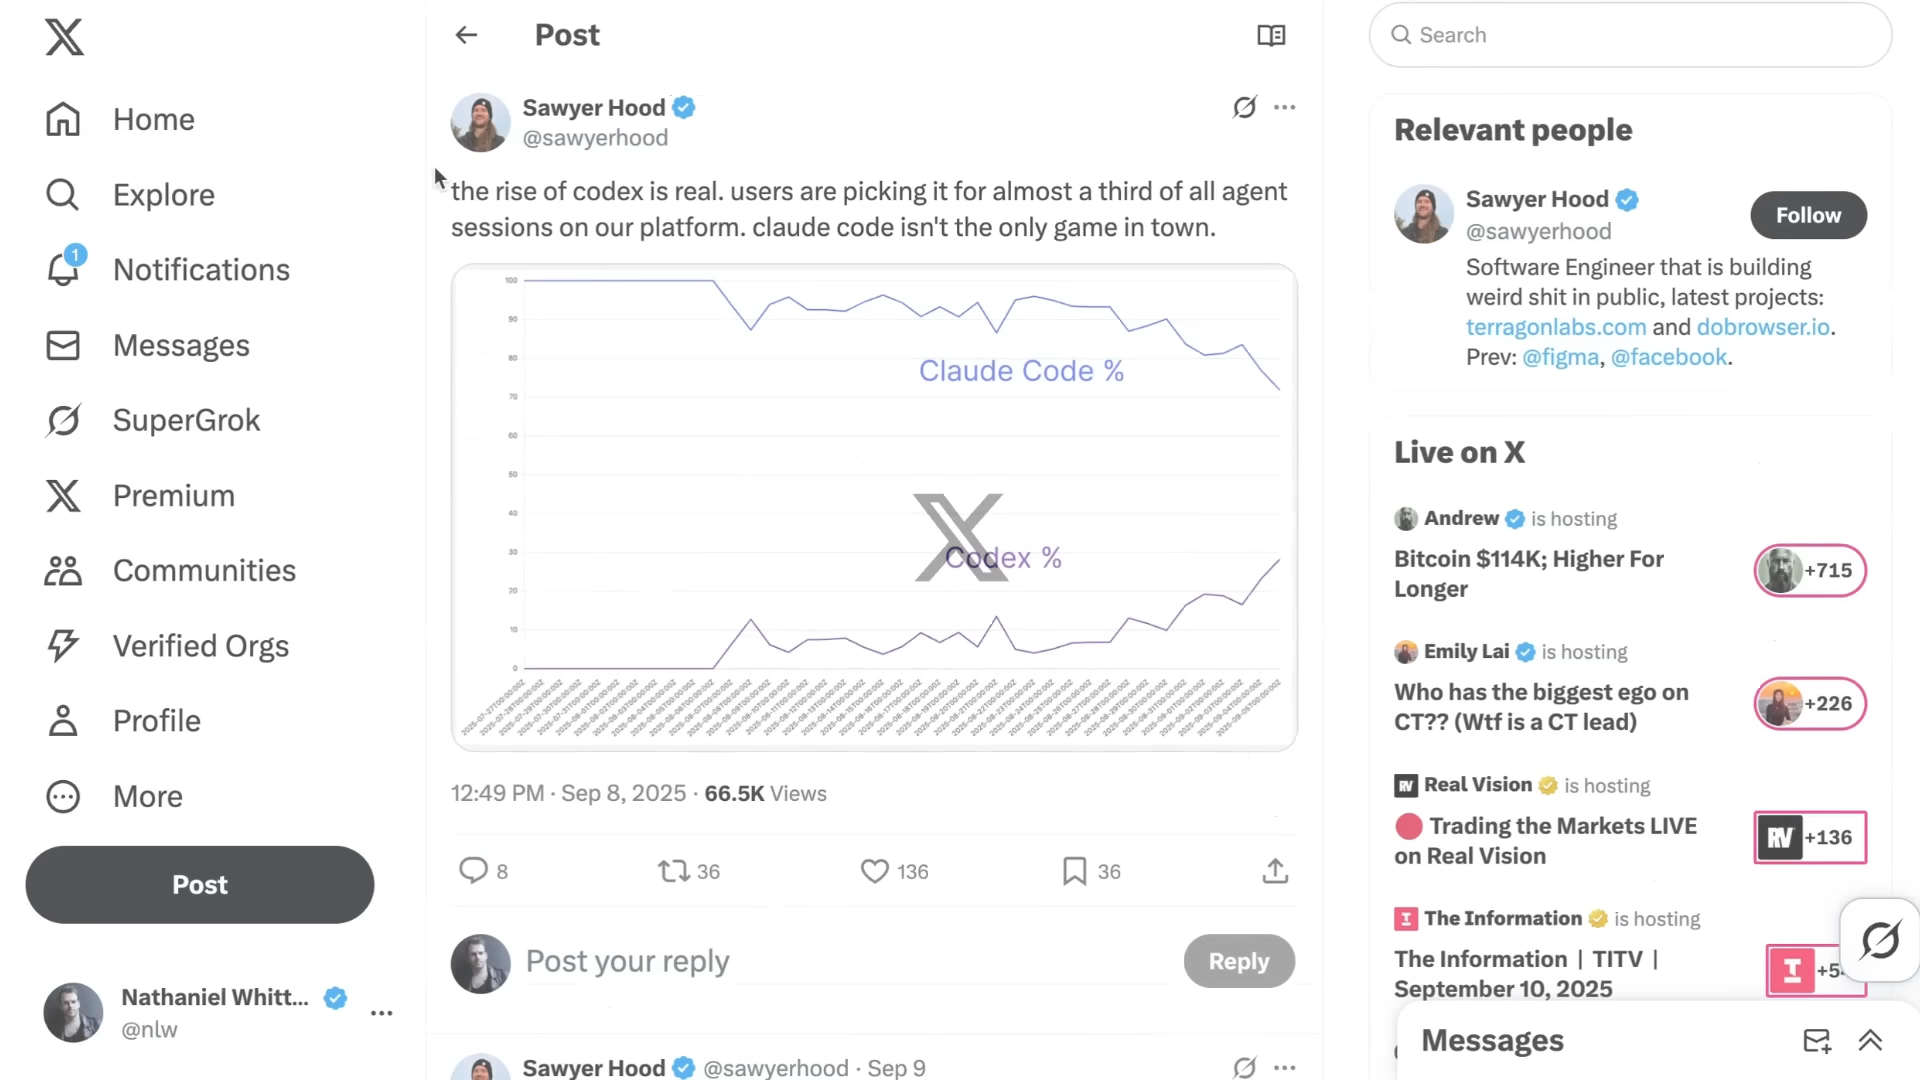 Home
Explore
1
Notifications
Messages
SuperGrok
Premium
Communities
Verified Orgs
Profile
More
Post
Nathaniel Whitt...
@nlw
Post
Sawyer Hood
@sawyerhood
the rise of codex is real. users are picking it for almost a third of all agent
sessions on our platform. claude code isn't the only game in town.
100
90
80
70
60
50
40
30
20
10
0
Claude Code %
Codex %
12:49 PM · Sep 8, 2025 · 66.5K Views
8
36
136
36
Post your reply
Reply
Sawyer Hood @sawyerhood · Sep 9
Search
Relevant people
Sawyer Hood
@sawyerhood
Follow
Software Engineer that is building
weird shit in public, latest projects:
terragonlabs.com and dobrowser.io.
Prev: @figma, @facebook.
Live on X
Andrew is hosting
Bitcoin $114K; Higher For
Longer
+715
Emily Lai is hosting
Who has the biggest ego on
CT?? (Wtf is a CT lead)
+226
RV Real Vision is hosting
Trading the Markets LIVE
on Real Vision
RV +136
The Information is hosting
The Information | TITV |
September 10, 2025
Messages